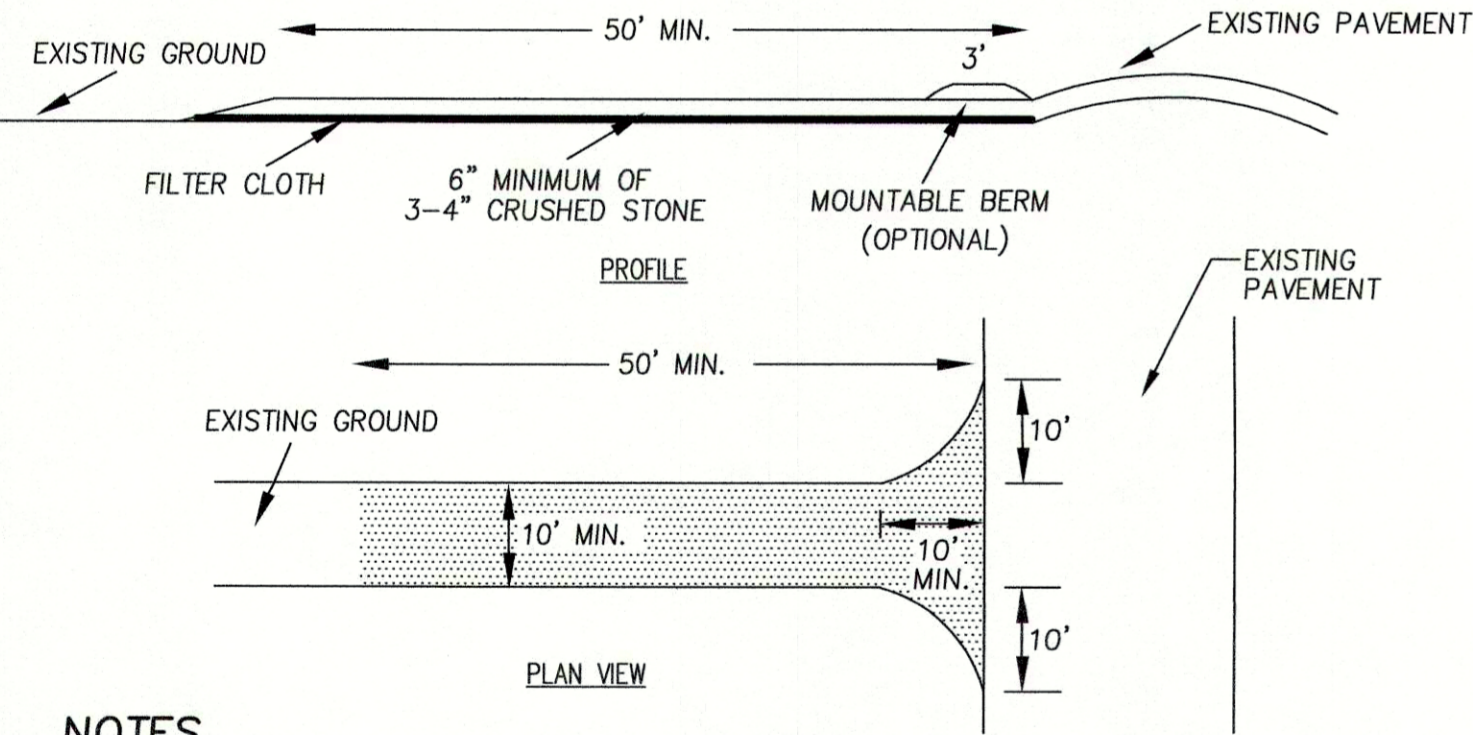 50' MIN.
EXISTING PAVEMENT
EXISTING GROUND
3'
FILTER CLOTH
6" MINIMUM OF
3-4" CRUSHED STONE
MOUNTABLE BERM
(OPTIONAL)
PROFILE
EXISTING
PAVEMENT
50' MIN.
EXISTING GROUND
10'
10' MIN.
10'
MIN.
10'
PLAN VIEW
NOTES